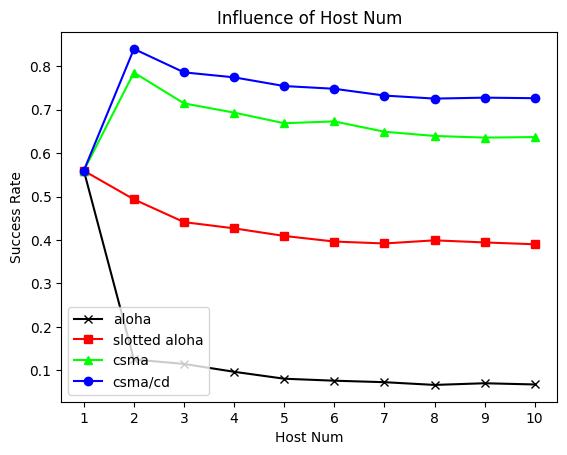 Influence of Host Num
Success Rate
0.8
0.7
0.6
0.5
0.4
0.3
0.2
0.1
aloha
slotted aloha
csma
csma/cd
1 2 3 4 5 6 7 8 9 10
Host Num